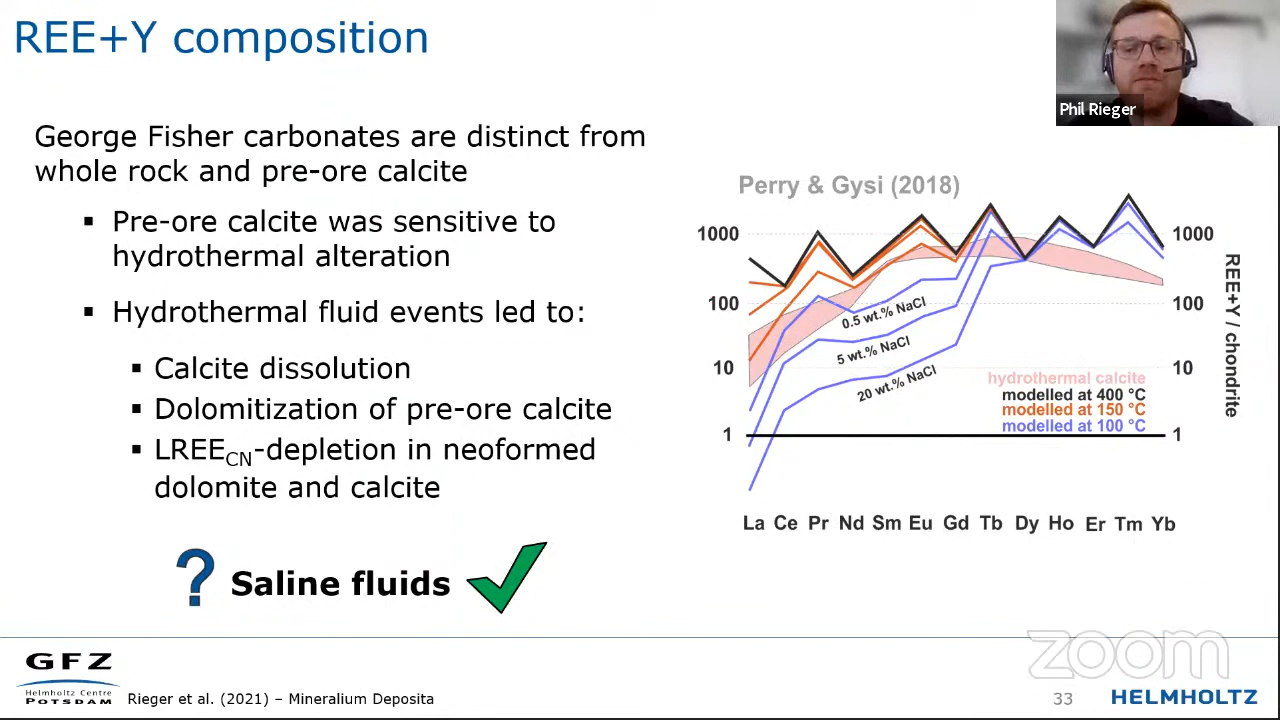 REE+Y composition
Phil Rieger
George Fisher carbonates are distinct from
whole rock and pre-ore calcite
▪ Pre-ore calcite was sensitive to
hydrothermal alteration
▪ Hydrothermal fluid events led to:
▪ Calcite dissolution
▪ Dolomitization of pre-ore calcite
▪ LREECN-depletion in neoformed
dolomite and calcite
? Saline fluids
Perry & Gysi (2018)
1000
100
10
1
0.5 wt.% NaCl
5 wt.% NaCl
20 wt.% NaCl
hydrothermal calcite
modelled at 400 °C
modelled at 150 °C
modelled at 100 °C
1000
100
10
1
REE+Y / chondrite
La Ce Pr Nd Sm Eu Gd Tb Dy Ho Er Tm Yb
zoom
GFZ
Helmholtz Centre
POTSDAM
Rieger et al. (2021) – Mineralium Deposita
33
HELMHOLTZ